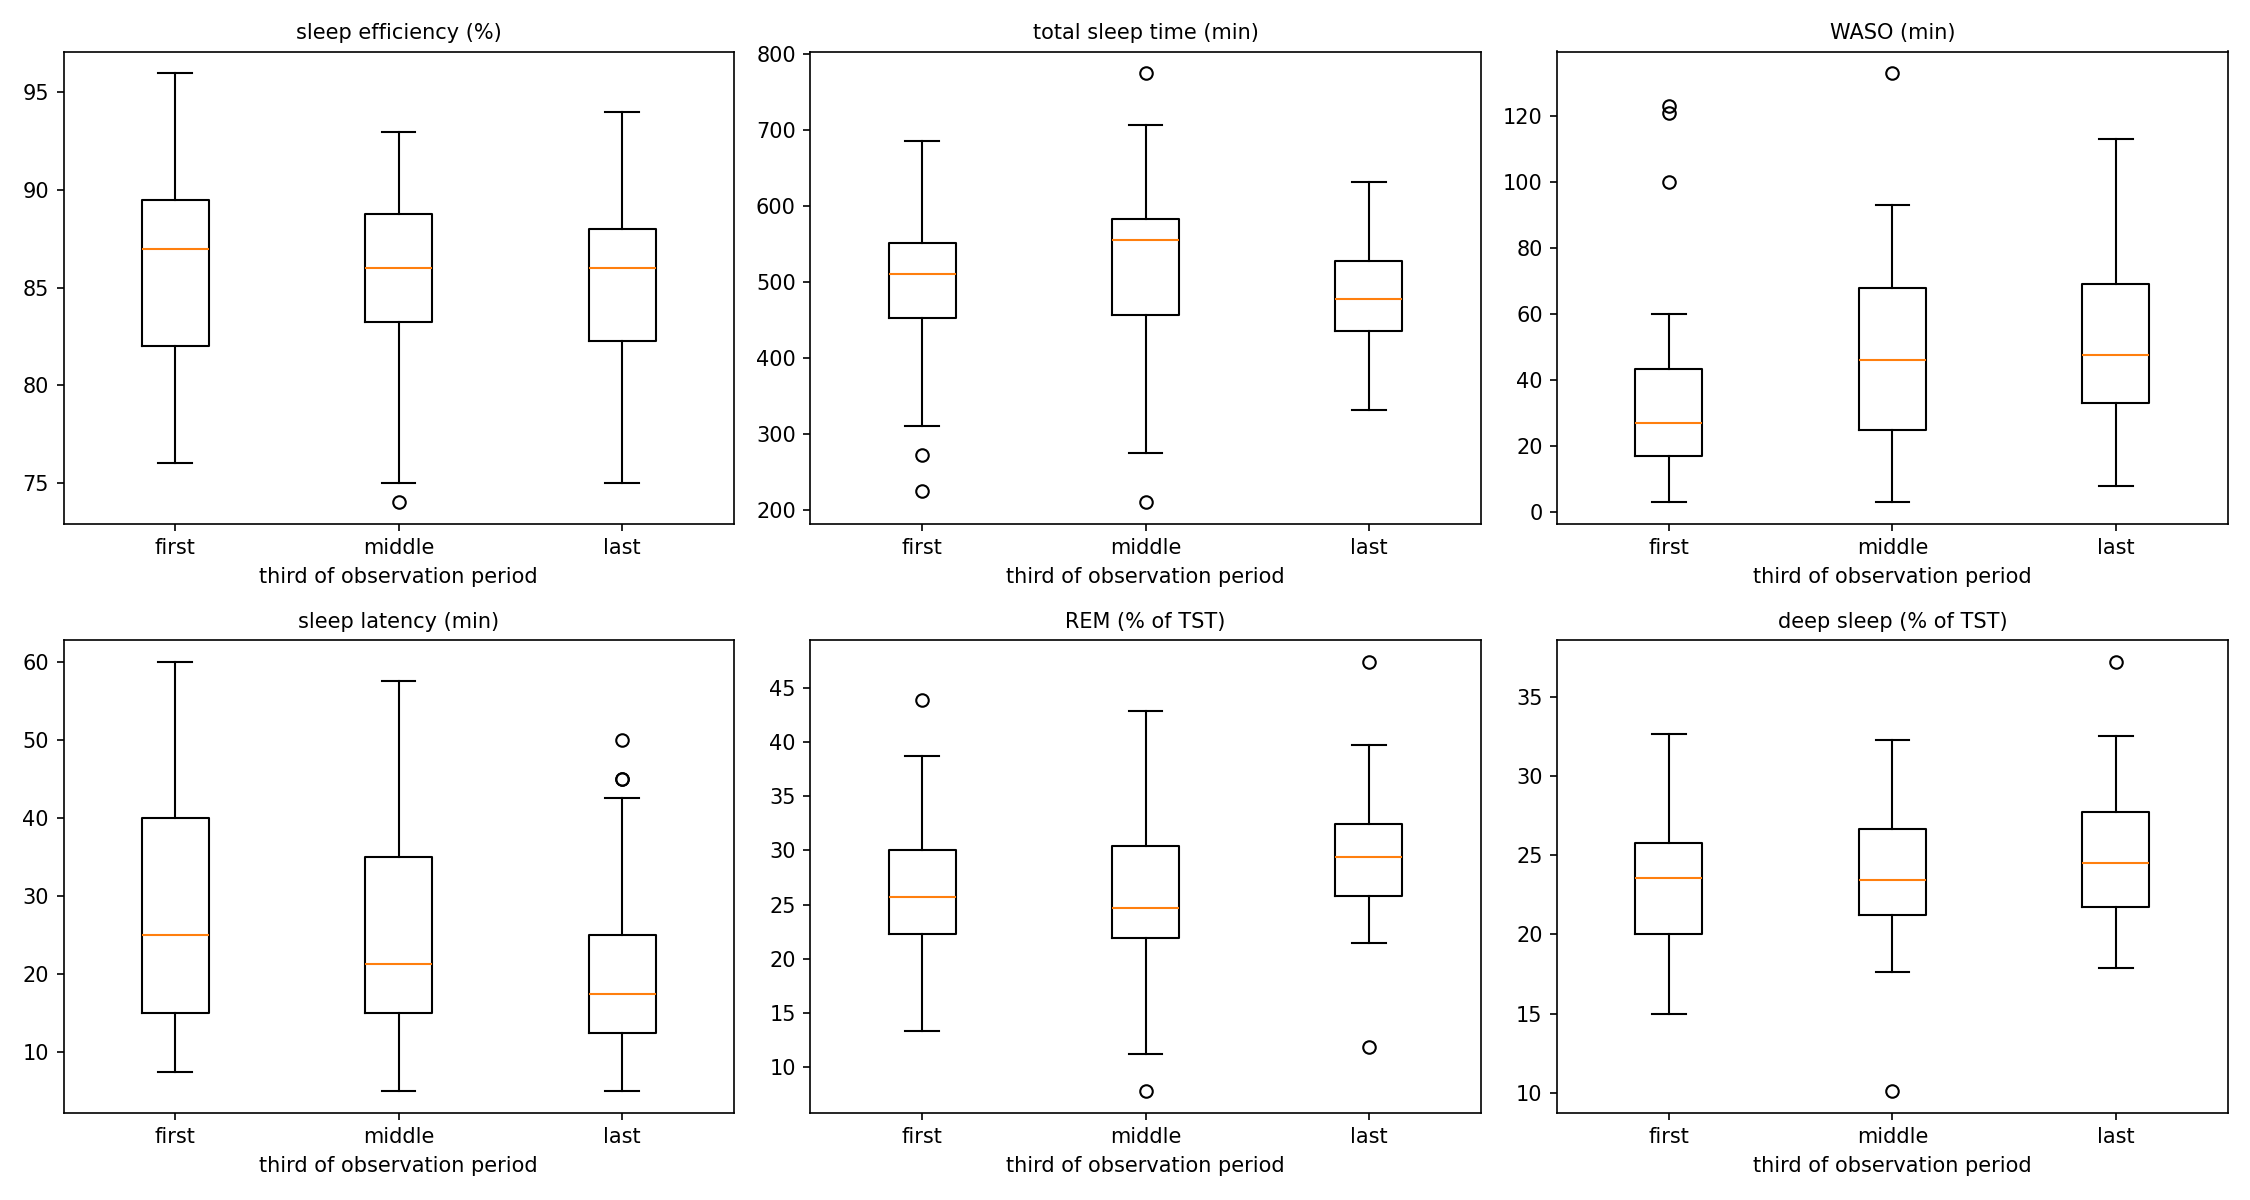 sleep efficiency (%)
95
90
85
80
75
first middle last
third of observation period
total sleep time (min)
800
700
600
500
400
300
200
first middle last
third of observation period
WASO (min)
120
100
80
60
40
20
0
first middle last
third of observation period
sleep latency (min)
60
50
40
30
20
10
first middle last
third of observation period
REM (% of TST)
45
40
35
30
25
20
15
10
first middle last
third of observation period
deep sleep (% of TST)
35
30
25
20
15
10
first middle last
third of observation period